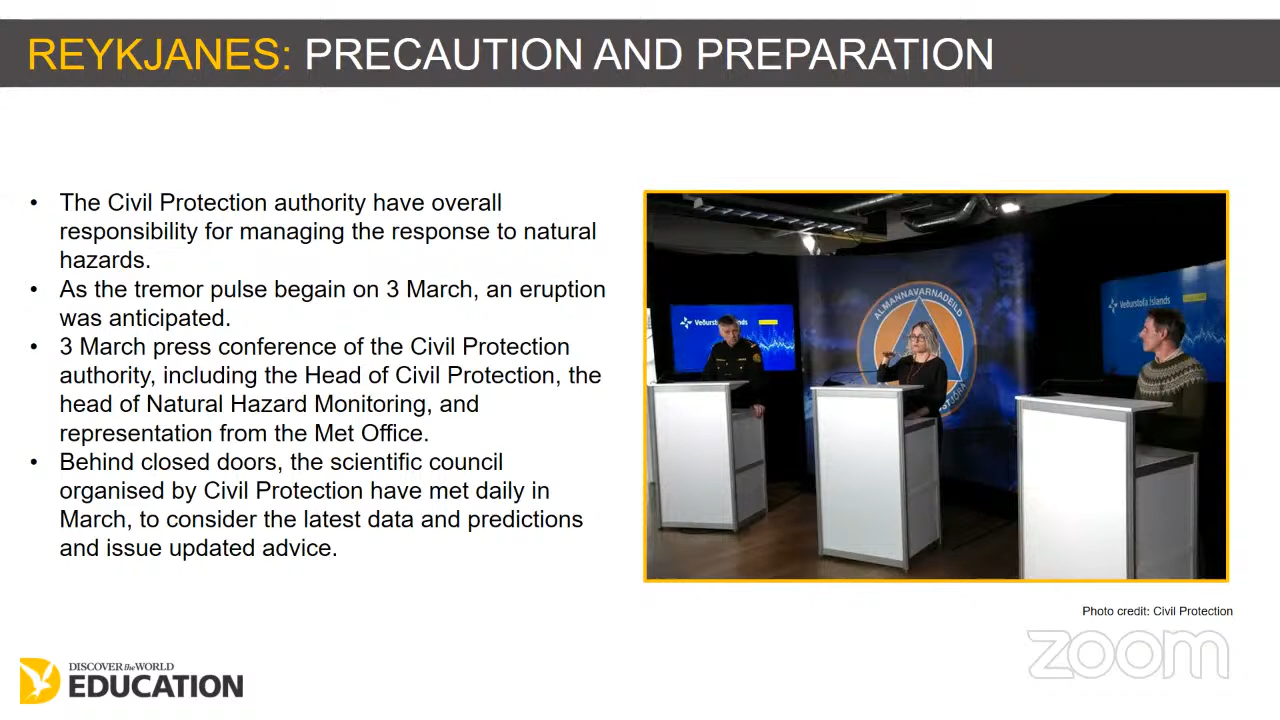 REYKJANES: PRECAUTION AND PREPARATION
• The Civil Protection authority have overall
responsibility for managing the response to natural
hazards.
• As the tremor pulse begain on 3 March, an eruption
was anticipated.
• 3 March press conference of the Civil Protection
authority, including the Head of Civil Protection, the
head of Natural Hazard Monitoring, and
representation from the Met Office.
• Behind closed doors, the scientific council
organised by Civil Protection have met daily in
March, to consider the latest data and predictions
and issue updated advice.
Veðurstofa Íslands
ALMANNAVARNADEILD
Veðurstofa Íslands
Photo credit: Civil Protection
zoom
DISCOVER the WORLD
EDUCATION